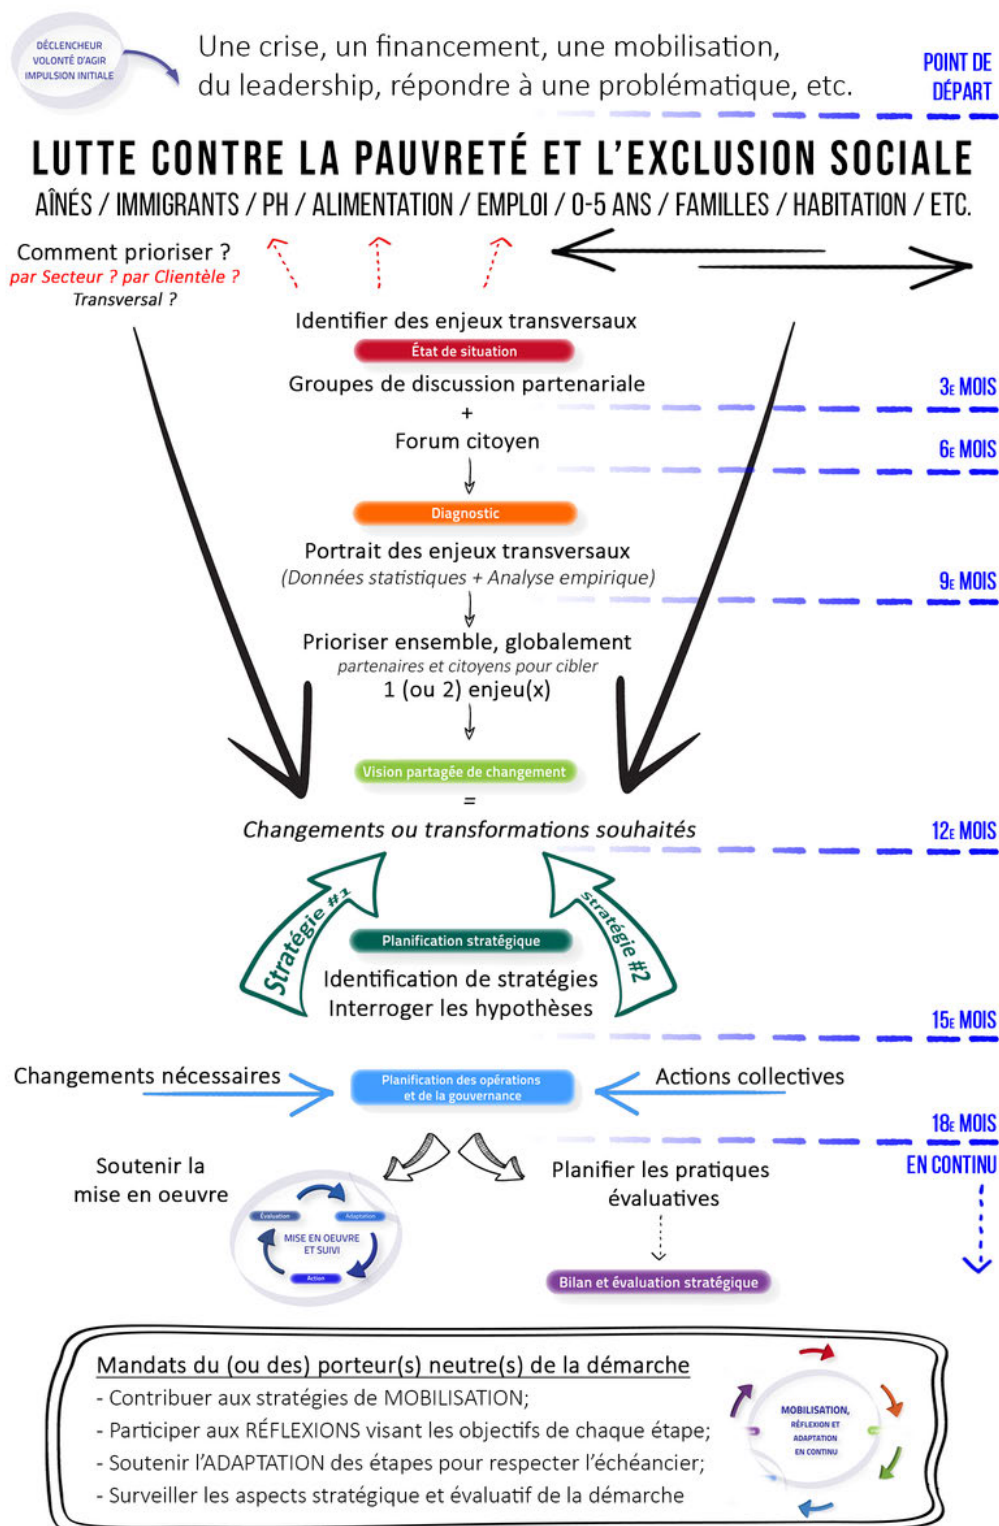 DÉCLENCHEUR
VOLONTÉ D'AGIR
IMPULSION INITIALE
Une crise, un financement, une mobilisation,
du leadership, répondre à une problématique, etc.
POINT DE
DÉPART
LUTTE CONTRE LA PAUVRETÉ ET L'EXCLUSION SOCIALE
AÎNÉS / IMMIGRANTS / PH / ALIMENTATION / EMPLOI / 0-5 ANS / FAMILLES / HABITATION / ETC.
Comment prioriser ?
par Secteur ? par Clientèle ?
Transversal ?
Identifier des enjeux transversaux
État de situation
Groupes de discussion partenariale
3E MOIS
+
Forum citoyen
6E MOIS
Diagnostic
Portrait des enjeux transversaux
(Données statistiques + Analyse empirique)
9E MOIS
Prioriser ensemble, globalement
partenaires et citoyens pour cibler
1 (ou 2) enjeu(x)
Vision partagée de changement
=
Changements ou transformations souhaités
12E MOIS
Stratégie #1
stratégie #2
Planification stratégique
Identification de stratégies
Interroger les hypothèses
15E MOIS
Changements nécessaires
Planification des opérations
et de la gouvernance
Actions collectives
18E MOIS
EN CONTINU
Soutenir la
mise en oeuvre
Planifier les pratiques
évaluatives
Évaluation
Adaptation
MISE EN OEUVRE
ET SUIVI
Action
Bilan et évaluation stratégique
Mandats du (ou des) porteur(s) neutre(s) de la démarche
- Contribuer aux stratégies de MOBILISATION;
- Participer aux RÉFLEXIONS visant les objectifs de chaque étape;
- Soutenir l'ADAPTATION des étapes pour respecter l'échéancier;
- Surveiller les aspects stratégique et évaluatif de la démarche
MOBILISATION,
RÉFLEXION ET
ADAPTATION
EN CONTINU